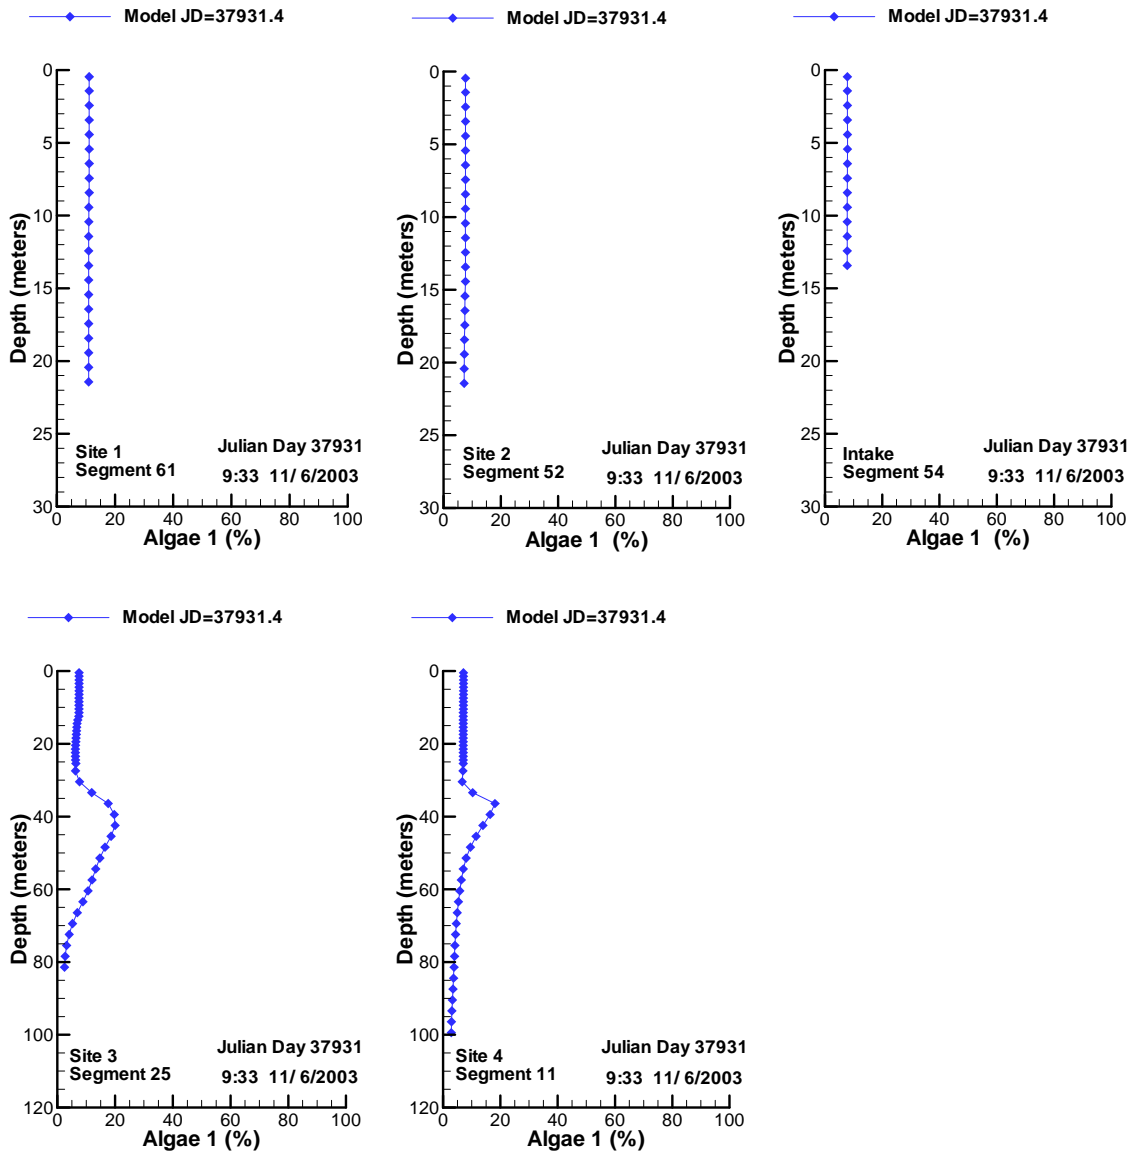 Model JD=37931.4
0
5
10
15
20
25
30
0 20 40 60 80 100
Depth (meters)
Algae 1 (%)
Site 1
Segment 61
Julian Day 37931
9:33 11/ 6/2003
Model JD=37931.4
0
5
10
15
20
25
30
0 20 40 60 80 100
Depth (meters)
Algae 1 (%)
Site 2
Segment 52
Julian Day 37931
9:33 11/ 6/2003
Model JD=37931.4
0
5
10
15
20
25
30
0 20 40 60 80 100
Depth (meters)
Algae 1 (%)
Intake
Segment 54
Julian Day 37931
9:33 11/ 6/2003
Model JD=37931.4
0
20
40
60
80
100
120
0 20 40 60 80 100
Depth (meters)
Algae 1 (%)
Site 3
Segment 25
Julian Day 37931
9:33 11/ 6/2003
Model JD=37931.4
0
20
40
60
80
100
120
0 20 40 60 80 100
Depth (meters)
Algae 1 (%)
Site 4
Segment 11
Julian Day 37931
9:33 11/ 6/2003